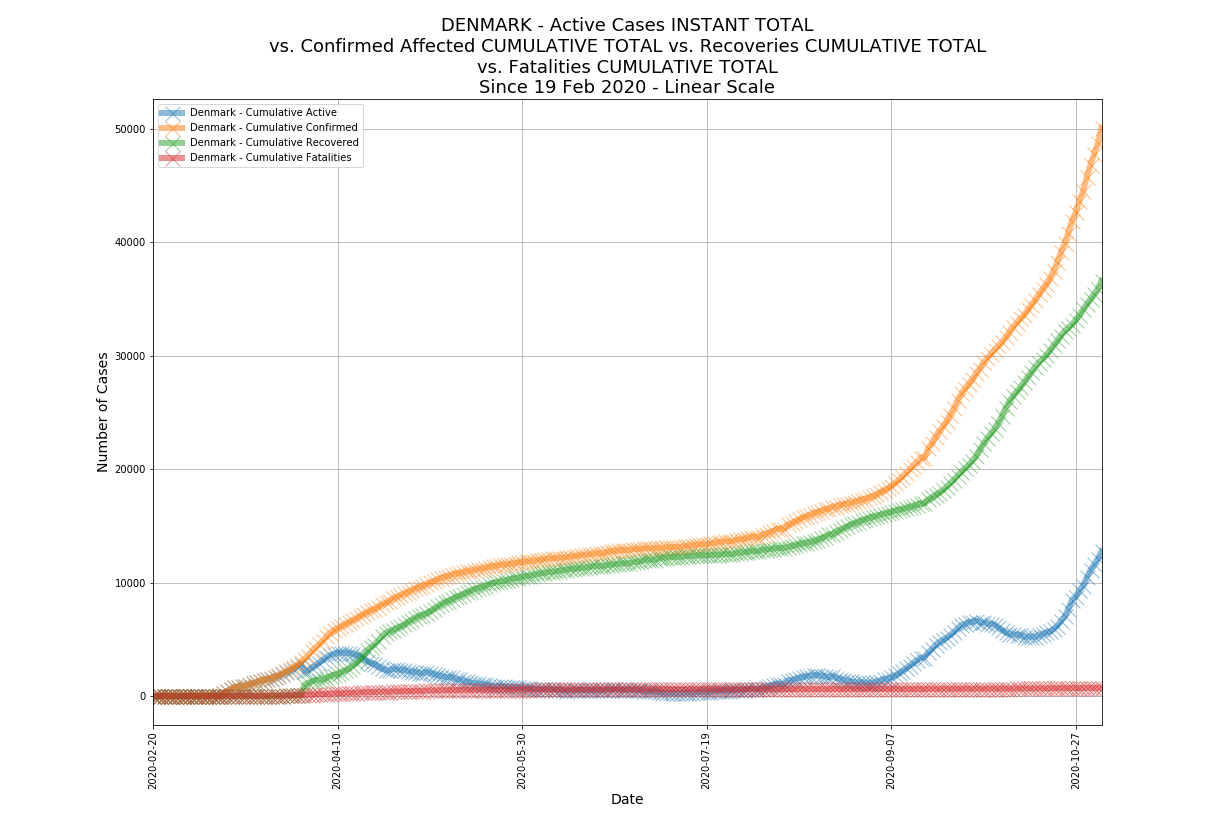 DENMARK - Active Cases INSTANT TOTAL
vs. Confirmed Affected CUMULATIVE TOTAL vs. Recoveries CUMULATIVE TOTAL
vs. Fatalities CUMULATIVE TOTAL
Since 19 Feb 2020 - Linear Scale
Denmark - Cumulative Active
Denmark - Cumulative Confirmed
Denmark - Cumulative Recovered
Denmark - Cumulative Fatalities
Number of Cases
50000
40000
30000
20000
10000
0
2020-02-20
2020-04-10
2020-05-30
2020-07-19
2020-09-07
2020-10-27
Date